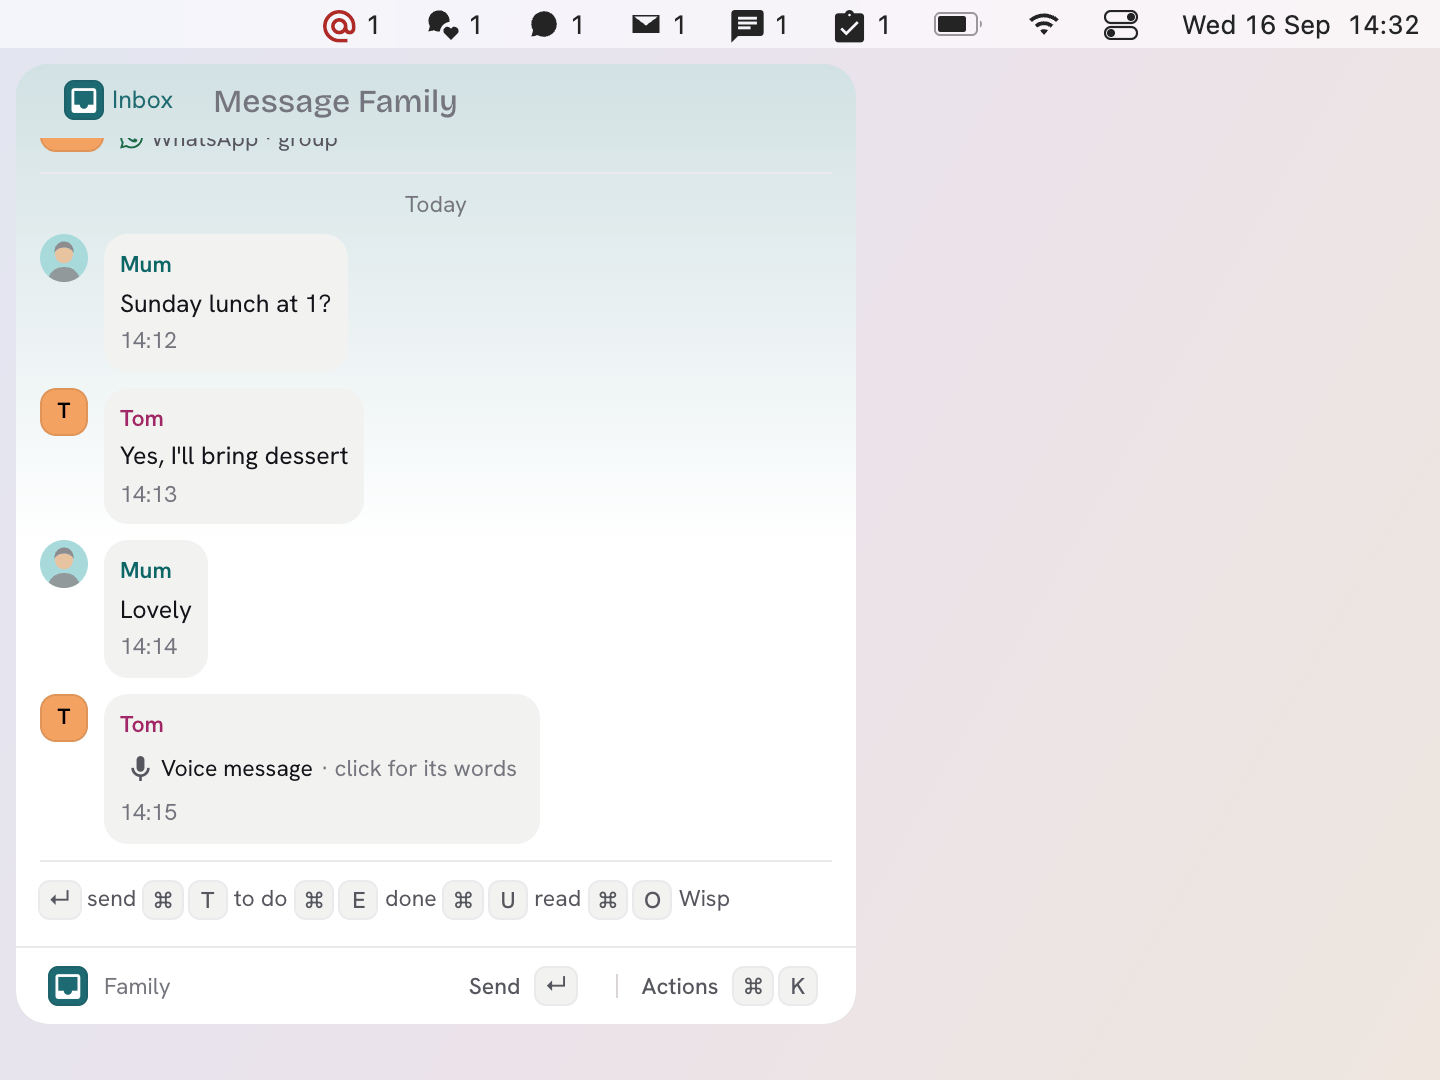 1 1 1 1 1 1 Wed 16 Sep 14:32
Inbox Message Family
WhatsApp · group
Today
Mum
Sunday lunch at 1?
14:12
T
Tom
Yes, I'll bring dessert
14:13
Mum
Lovely
14:14
T
Tom
Voice message · click for its words
14:15
↵ send ⌘ T to do ⌘ E done ⌘ U read ⌘ O Wisp
Family Send ↵ Actions ⌘ K